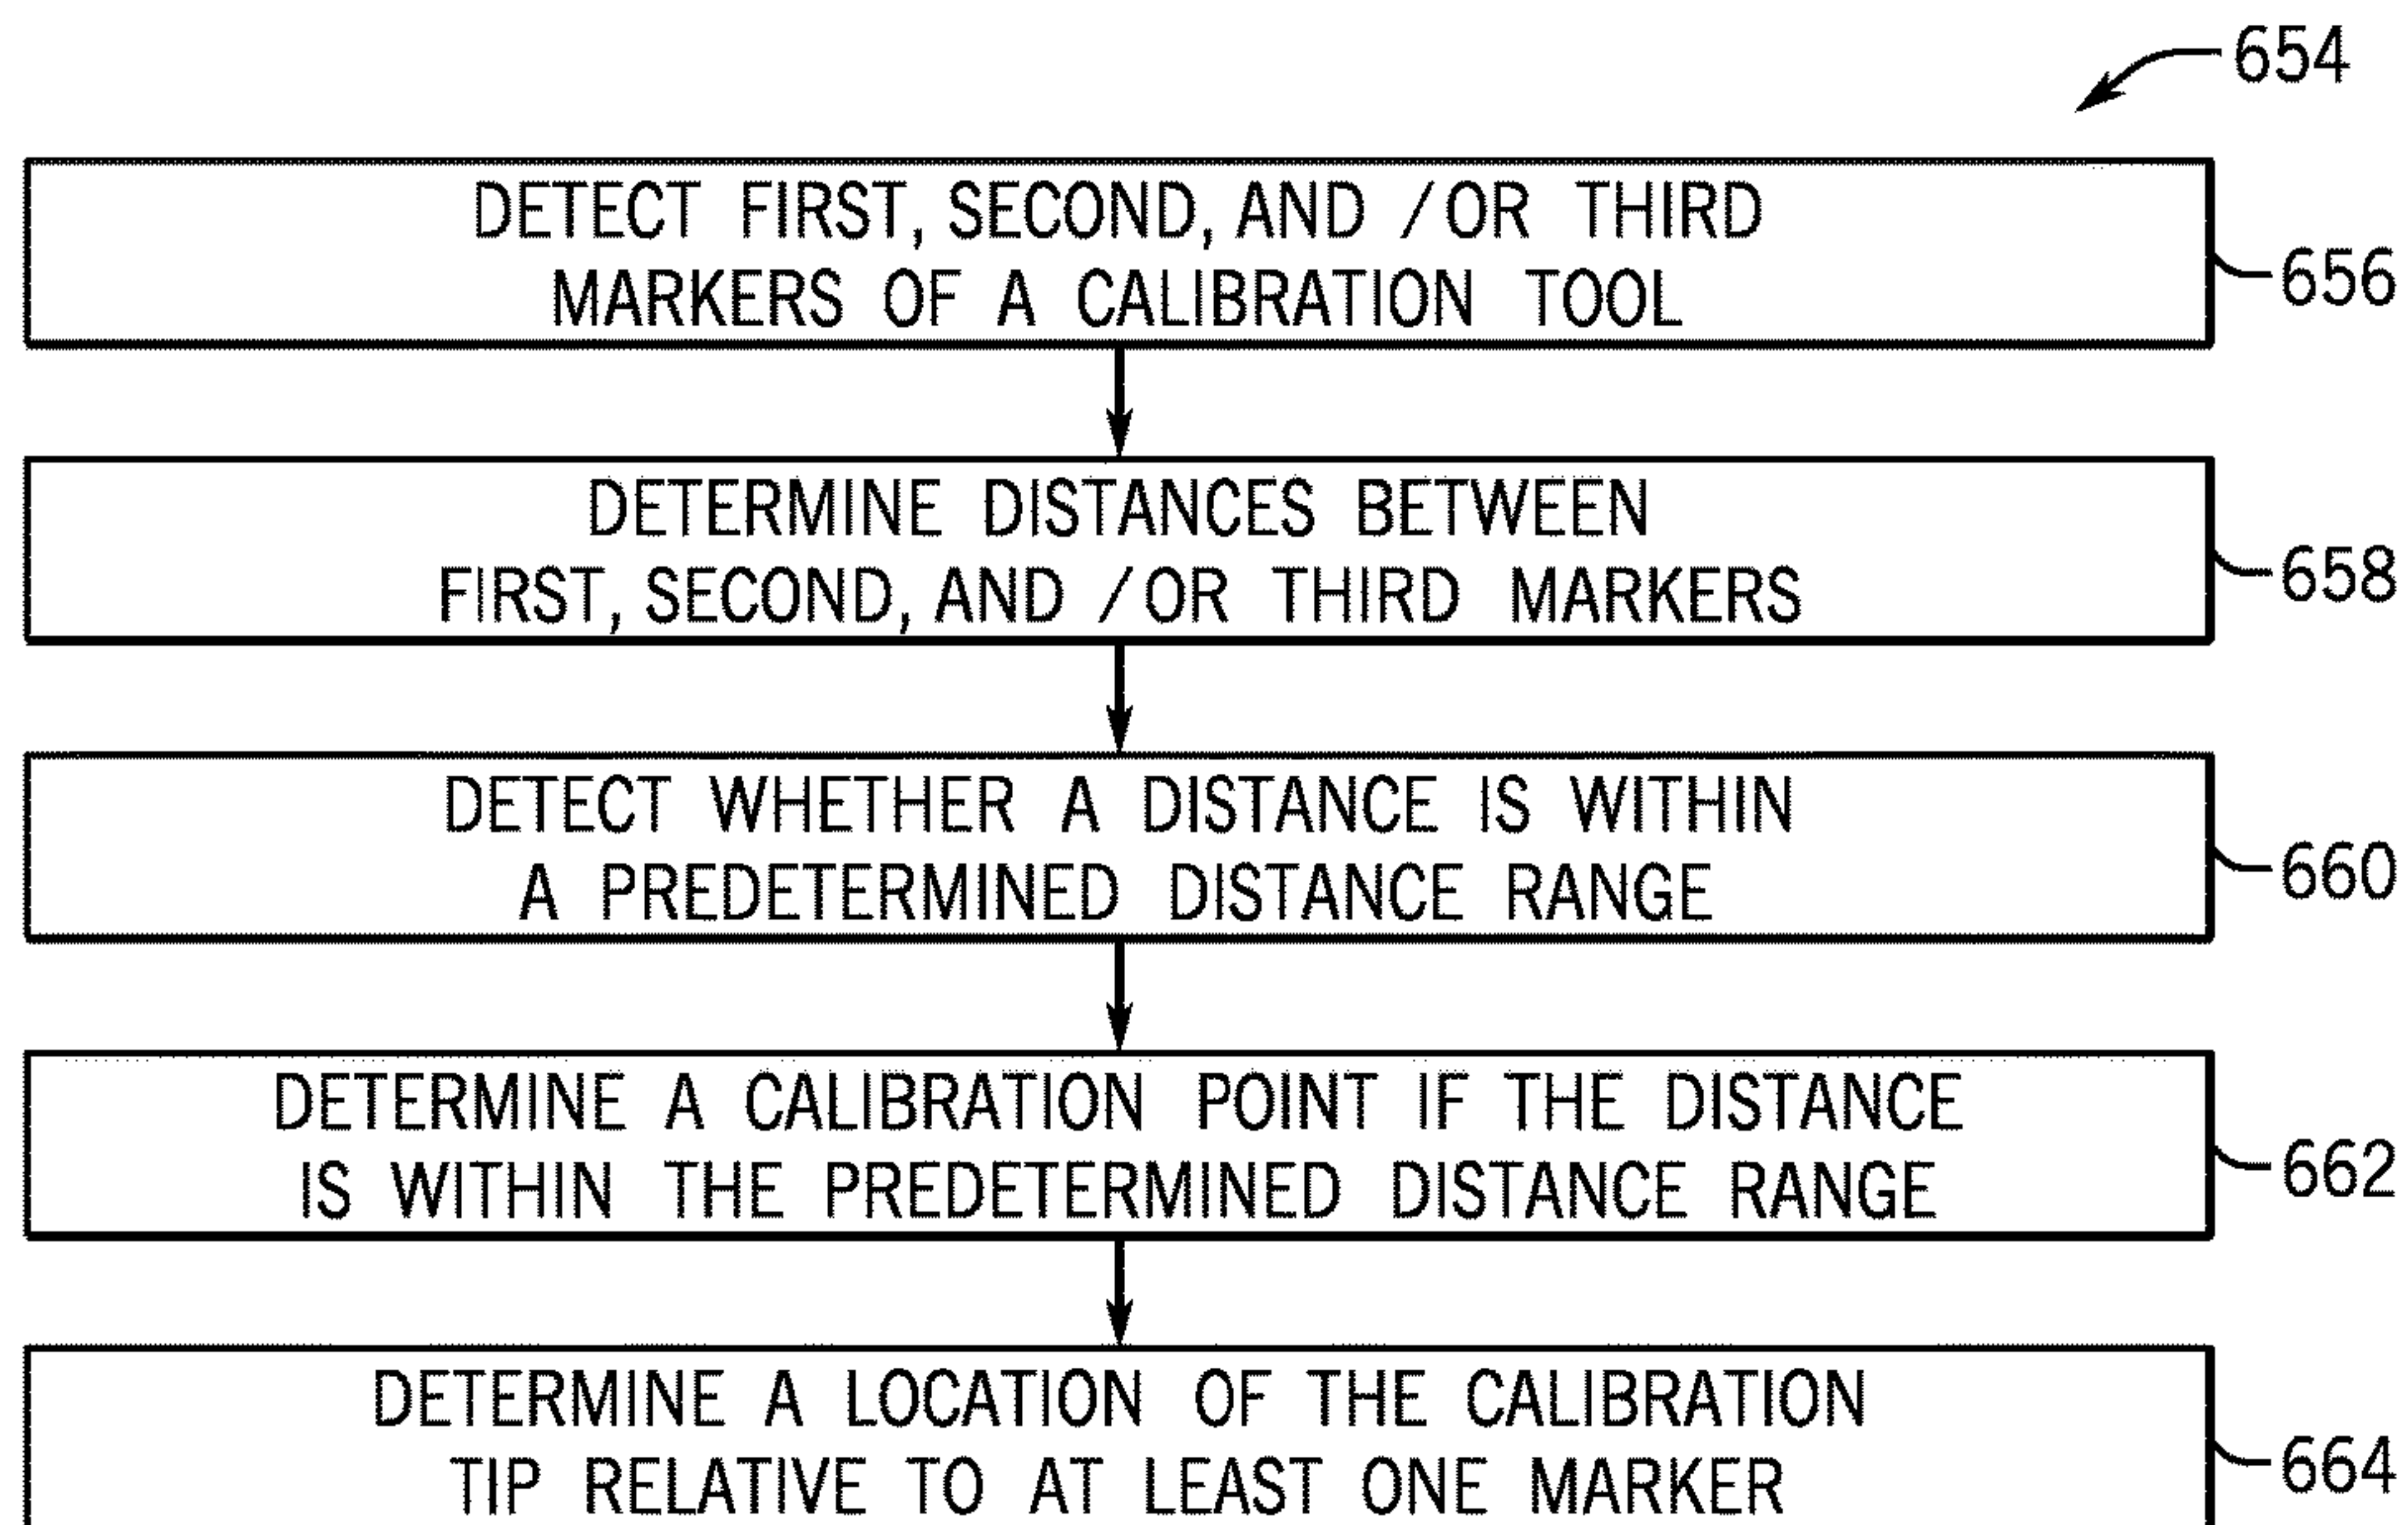 654
DETECT FIRST, SECOND, AND /OR THIRD
MARKERS OF A CALIBRATION TOOL
656
DETERMINE DISTANCES BETWEEN
FIRST, SECOND, AND /OR THIRD MARKERS
658
DETECT WHETHER A DISTANCE IS WITHIN
A PREDETERMINED DISTANCE RANGE
660
DETERMINE A CALIBRATION POINT IF THE DISTANCE
IS WITHIN THE PREDETERMINED DISTANCE RANGE
662
DETERMINE A LOCATION OF THE CALIBRATION
TIP RELATIVE TO AT LEAST ONE MARKER
664